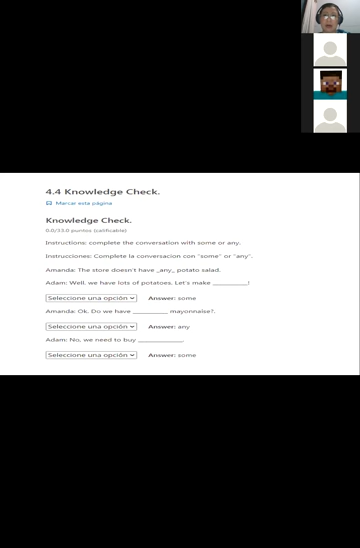 4.4 Knowledge Check.
Marcar esta página
Knowledge Check.
0.0/33.0 puntos (calificable)
Instructions: complete the conversation with some or any.
Instrucciones: Complete la conversacion con "some" or "any".
Amanda: The store doesn't have _any_ potato salad.
Adam: Well, we have lots of potatoes. Let's make __________!
Seleccione una opción Answer: some
Amanda: Ok. Do we have __________ mayonnaise?.
Seleccione una opción Answer: any
Adam: No, we need to buy _____________.
Seleccione una opción Answer: some